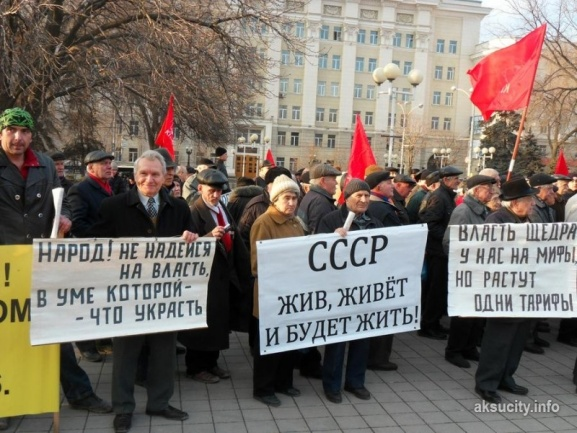 !
ОМ
S.
НАРОД! НЕ НАДЕЙСЯ
НА ВЛАСТЬ,
В УМЕ КОТОРОЙ-
-ЧТО УКРАСТЬ
СССР
ЖИВ, ЖИВЁТ
И БУДЕТ ЖИТЬ!
ВЛАСТЬ ЩЕДРА
У НАС НА МИФЫ,
НО РАСТУТ
ОДНИ ТАРИФЫ
aksucity.info